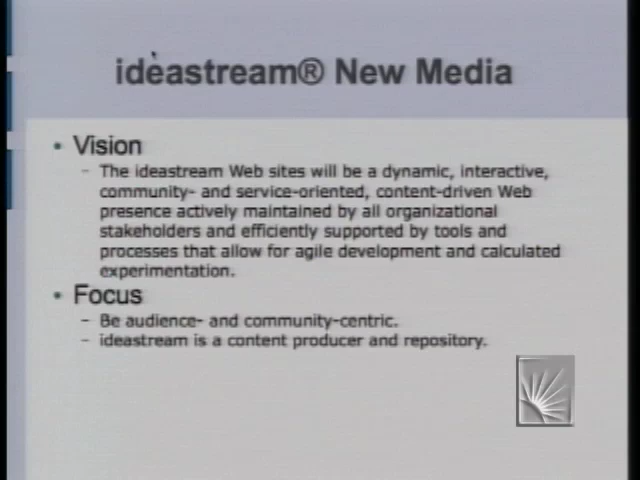 ideastream® New Media
• Vision
– The ideastream Web sites will be a dynamic, interactive,
community- and service-oriented, content-driven Web
presence actively maintained by all organizational
stakeholders and efficiently supported by tools and
processes that allow for agile development and calculated
experimentation.
• Focus
– Be audience- and community-centric.
– ideastream is a content producer and repository.